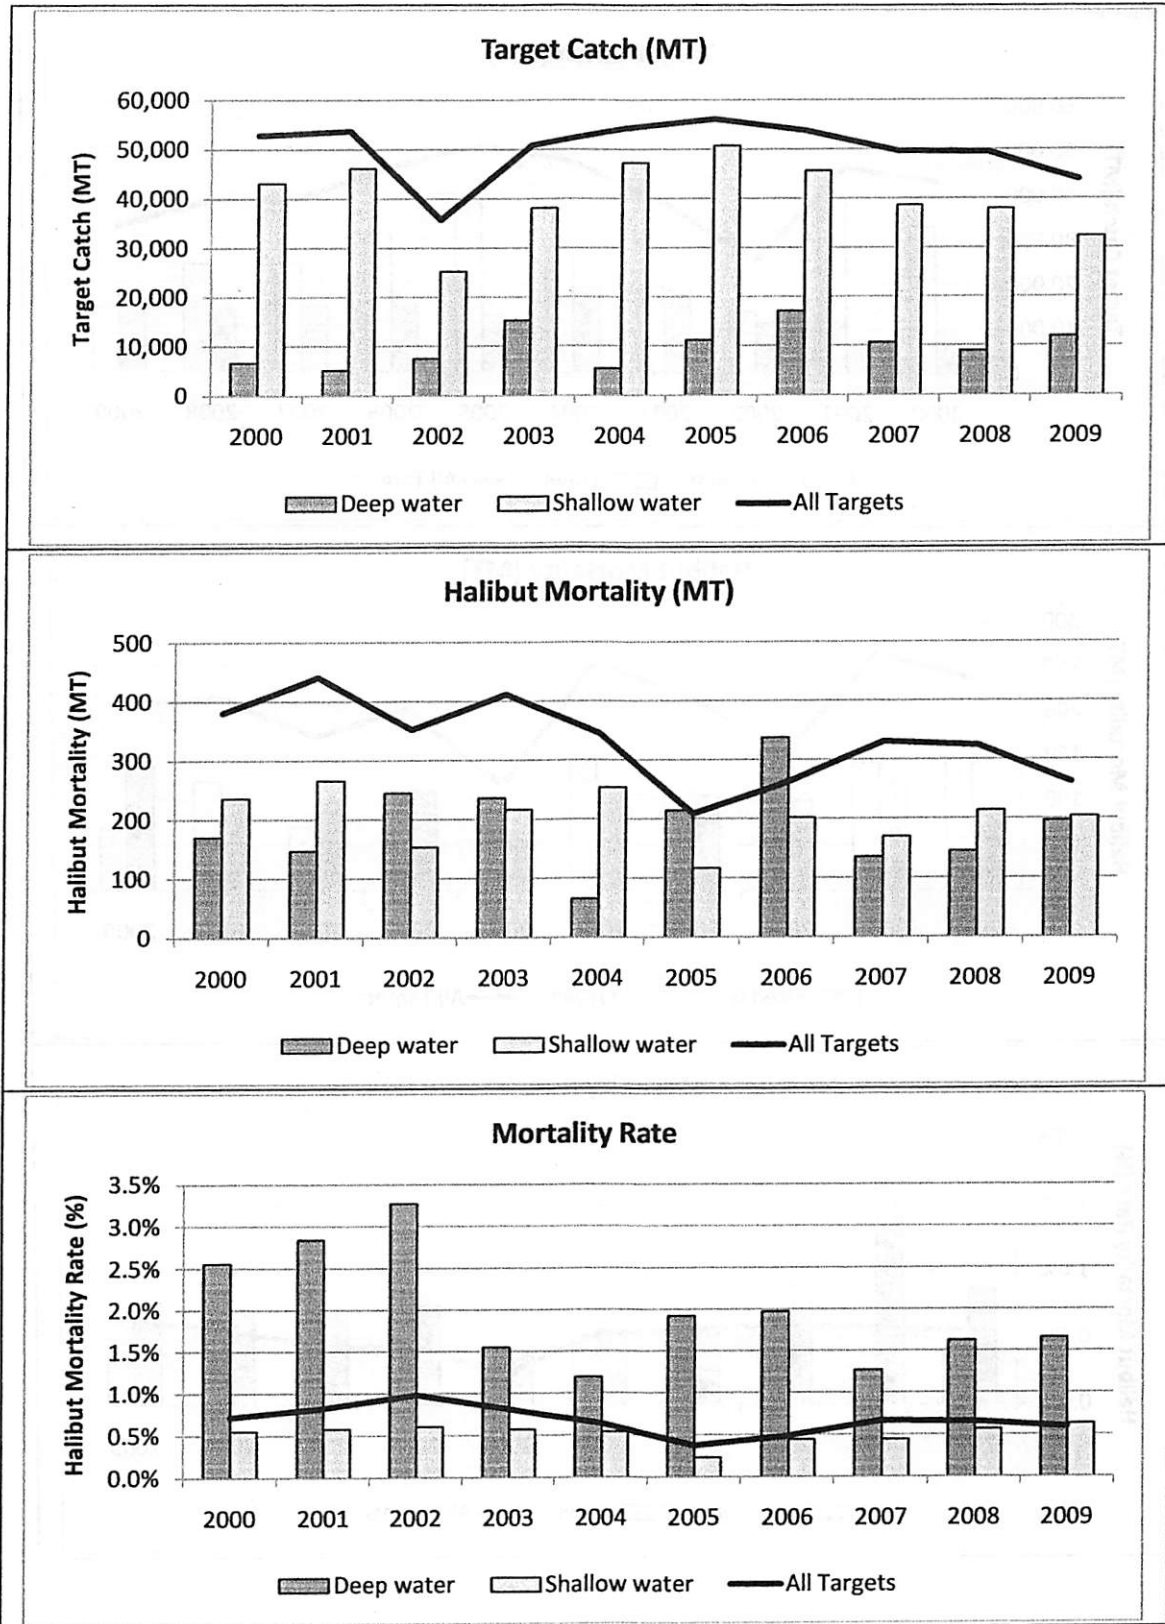 Target Catch (MT)
Target Catch (MT)
60,000
50,000
40,000
30,000
20,000
10,000
0
2000 2001 2002 2003 2004 2005 2006 2007 2008 2009
Deep water Shallow water All Targets
Halibut Mortality (MT)
Halibut Mortality (MT)
500
400
300
200
100
0
2000 2001 2002 2003 2004 2005 2006 2007 2008 2009
Deep water Shallow water All Targets
Mortality Rate
Halibut Mortality Rate (%)
3.5%
3.0%
2.5%
2.0%
1.5%
1.0%
0.5%
0.0%
2000 2001 2002 2003 2004 2005 2006 2007 2008 2009
Deep water Shallow water All Targets